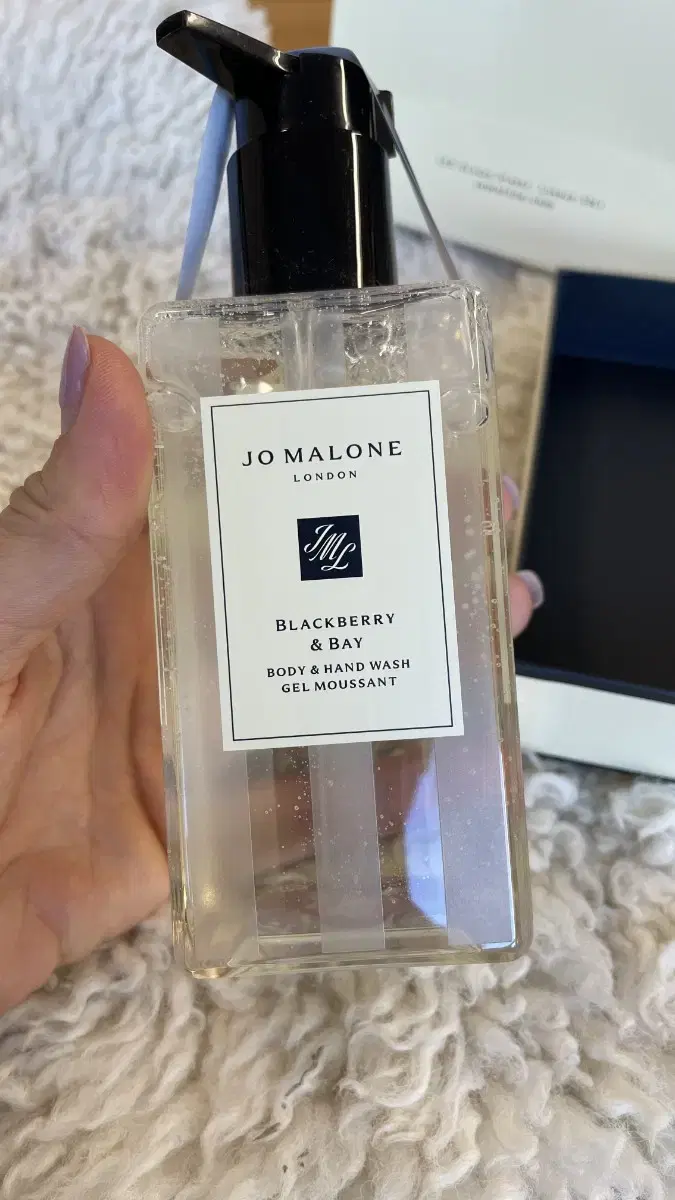 JO MALONE
LONDON
JML
BLACKBERRY
& BAY
BODY & HAND WASH
GEL MOUSSANT